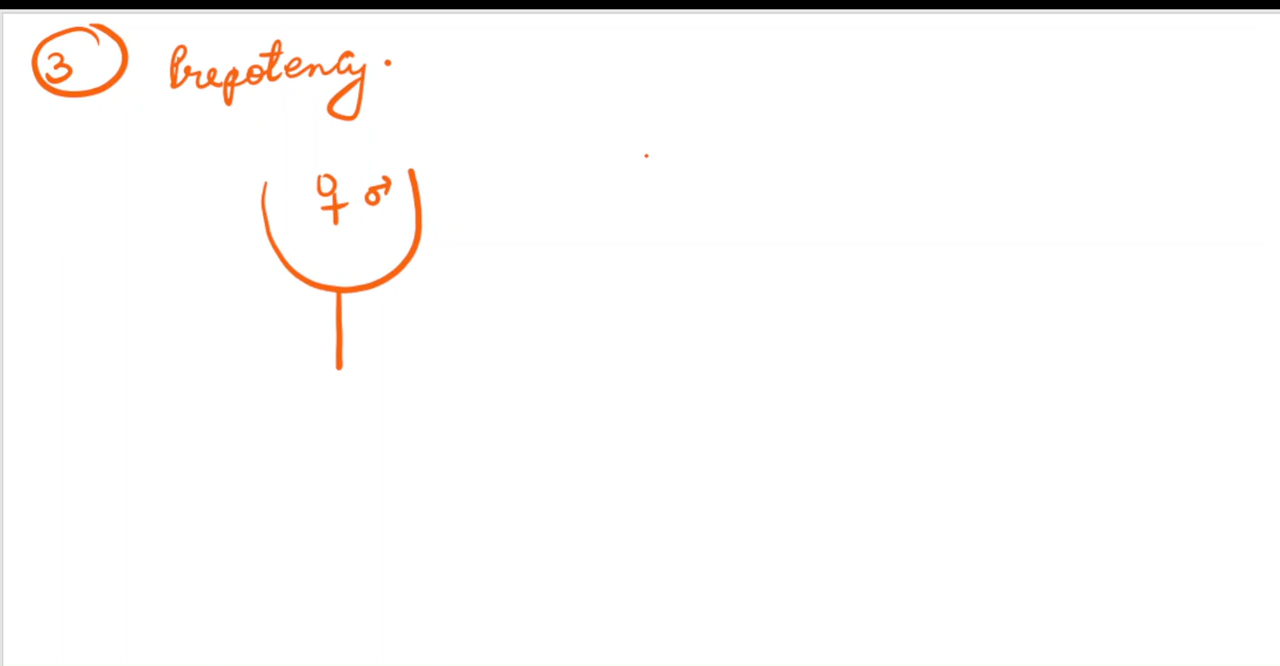 3 Prepotency.
♀ ♂